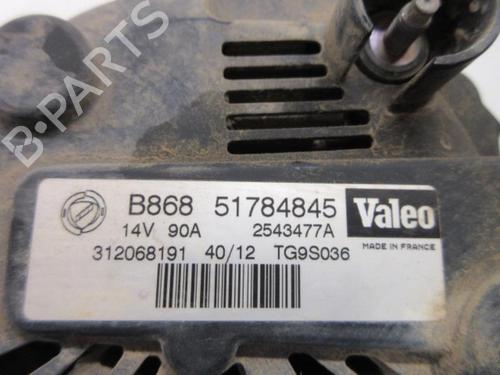 B-PARTS
B868 51784845
14V 90A 2543477A
312068191 40/12 TG9S036
Valeo
MADE IN FRANCE